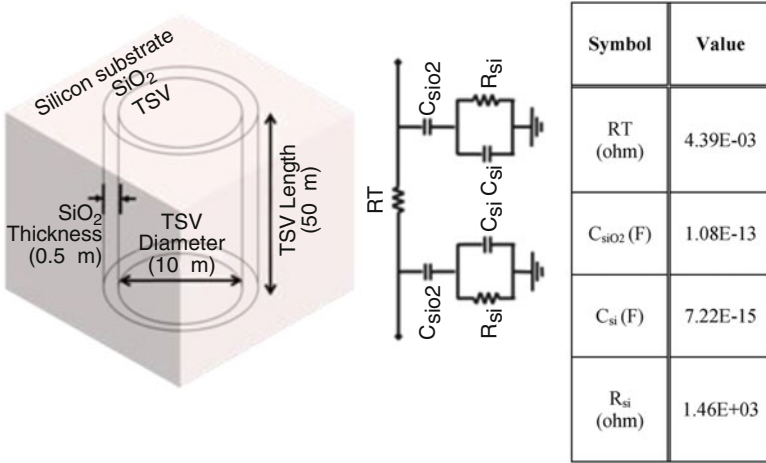 Silicon substrate
SiO2
TSV
SiO2
Thickness
(0.5 m)
TSV
Diameter
(10 m)
TSV Length
(50 m)
RT
Csio2
Rsi
Csi
Csi
Csio2
Rsi
Symbol Value
RT
(ohm) 4.39E-03
CsiO2 (F) 1.08E-13
Csi (F) 7.22E-15
Rsi
(ohm) 1.46E+03